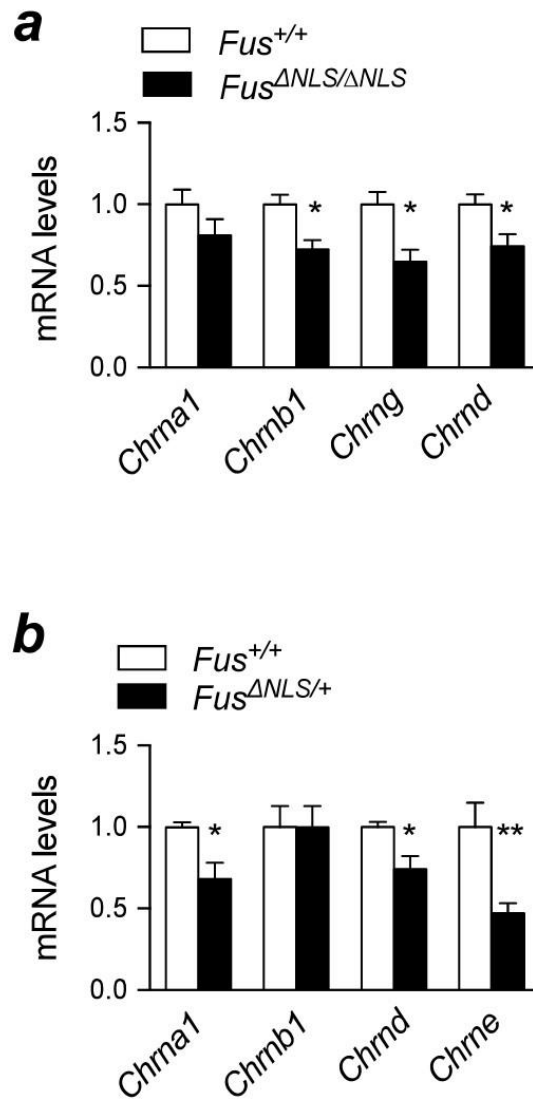 a
Fus+/+
FusΔNLS/ΔNLS
mRNA levels
1.5
1.0
0.5
0.0
* * *
Chrna1 Chrnb1 Chrng Chrnd
b
Fus+/+
FusΔNLS/+
mRNA levels
1.5
1.0
0.5
0.0
* * **
Chrna1 Chrnb1 Chrnd Chrne